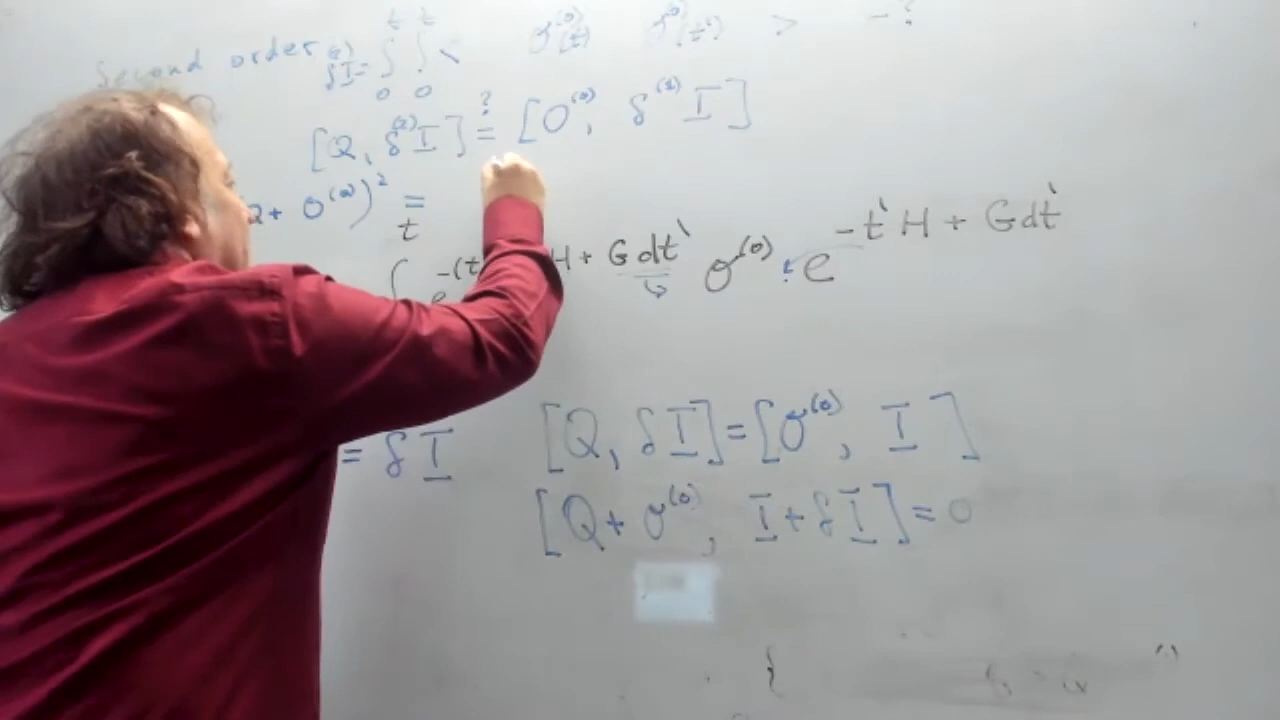 Second order δ⁽²⁾I = ∫₀ᵗ ∫₀ᵗ < O⁽⁰⁾(t) O⁽⁰⁾(t') > - ?
[Q, δ⁽²⁾I] ?= [O⁽⁰⁾, δ⁽¹⁾I]
Q + O⁽⁰⁾)² =
t
∫ e^{-(t H + G dt'} O⁽⁰⁾ · e^{-t'H + G dt'}
= δI [Q, δI] = [O⁽⁰⁾, I]
[Q + O⁽⁰⁾, I + δI] = 0